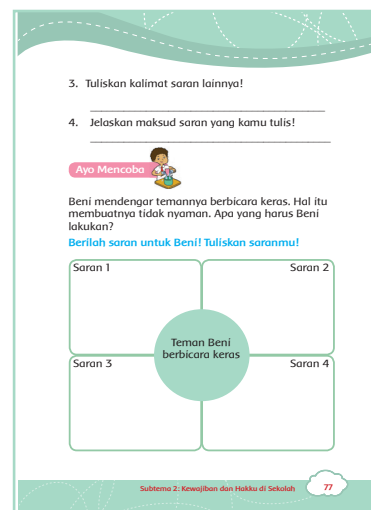 3. Tuliskan kalimat saran lainnya!
4. Jelaskan maksud saran yang kamu tulis!
Ayo Mencoba
Beni mendengar temannya berbicara keras. Hal itu
membuatnya tidak nyaman. Apa yang harus Beni
lakukan?
Berilah saran untuk Beni! Tuliskan saranmu!
Saran 1
Saran 2
Teman Beni
berbicara keras
Saran 3
Saran 4
Subtema 2: Kewajiban dan Hakku di Sekolah
77